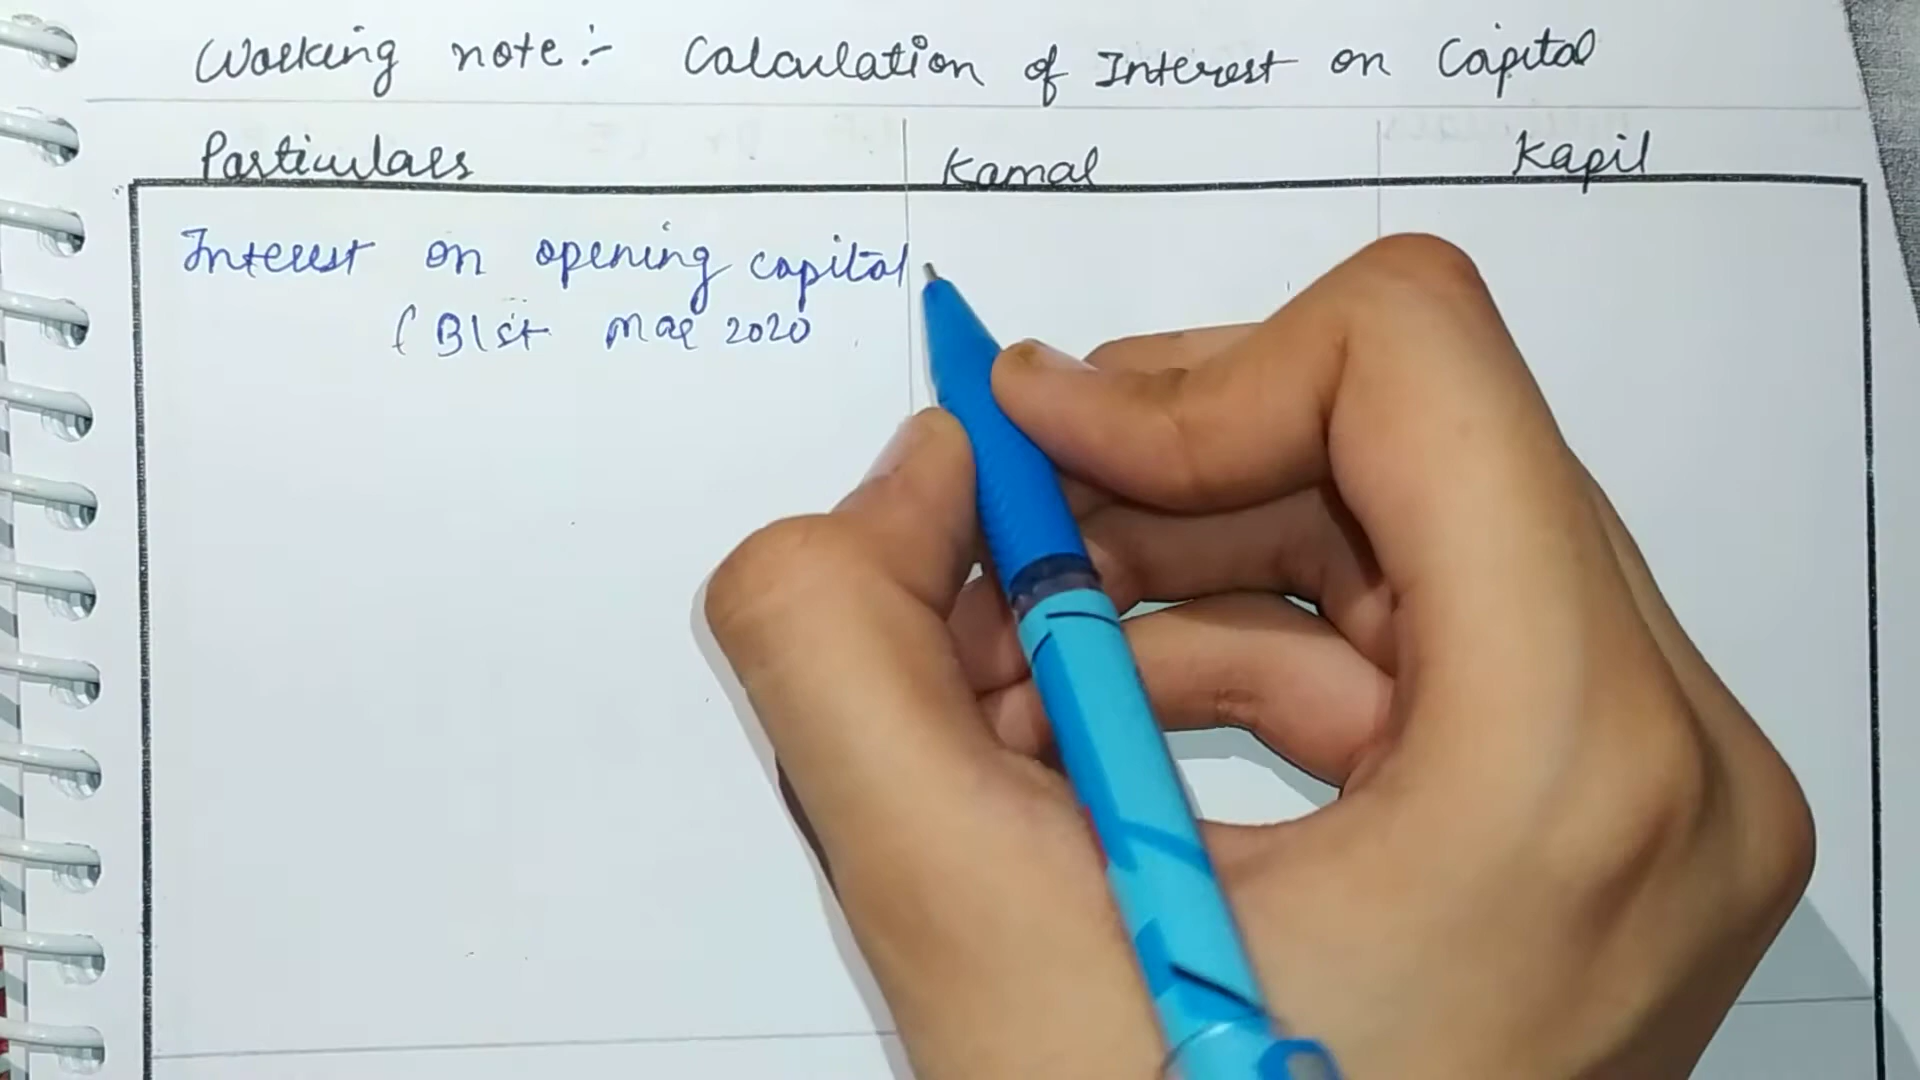 Working note :- Calculation of Interest on Capital
Particulars Kamal Kapil
Interest on opening capital
( 31st Mar 2020